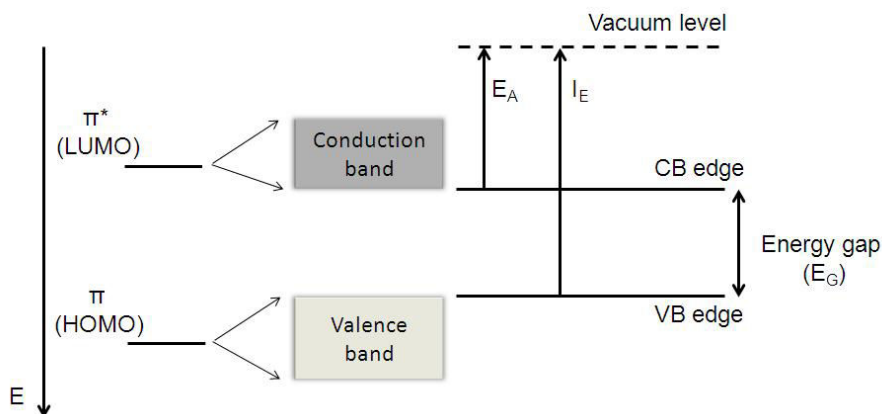 Vacuum level
E_A
I_E
π*
(LUMO)
Conduction
band
CB edge
Energy gap
(E_G)
π
(HOMO)
Valence
band
VB edge
E